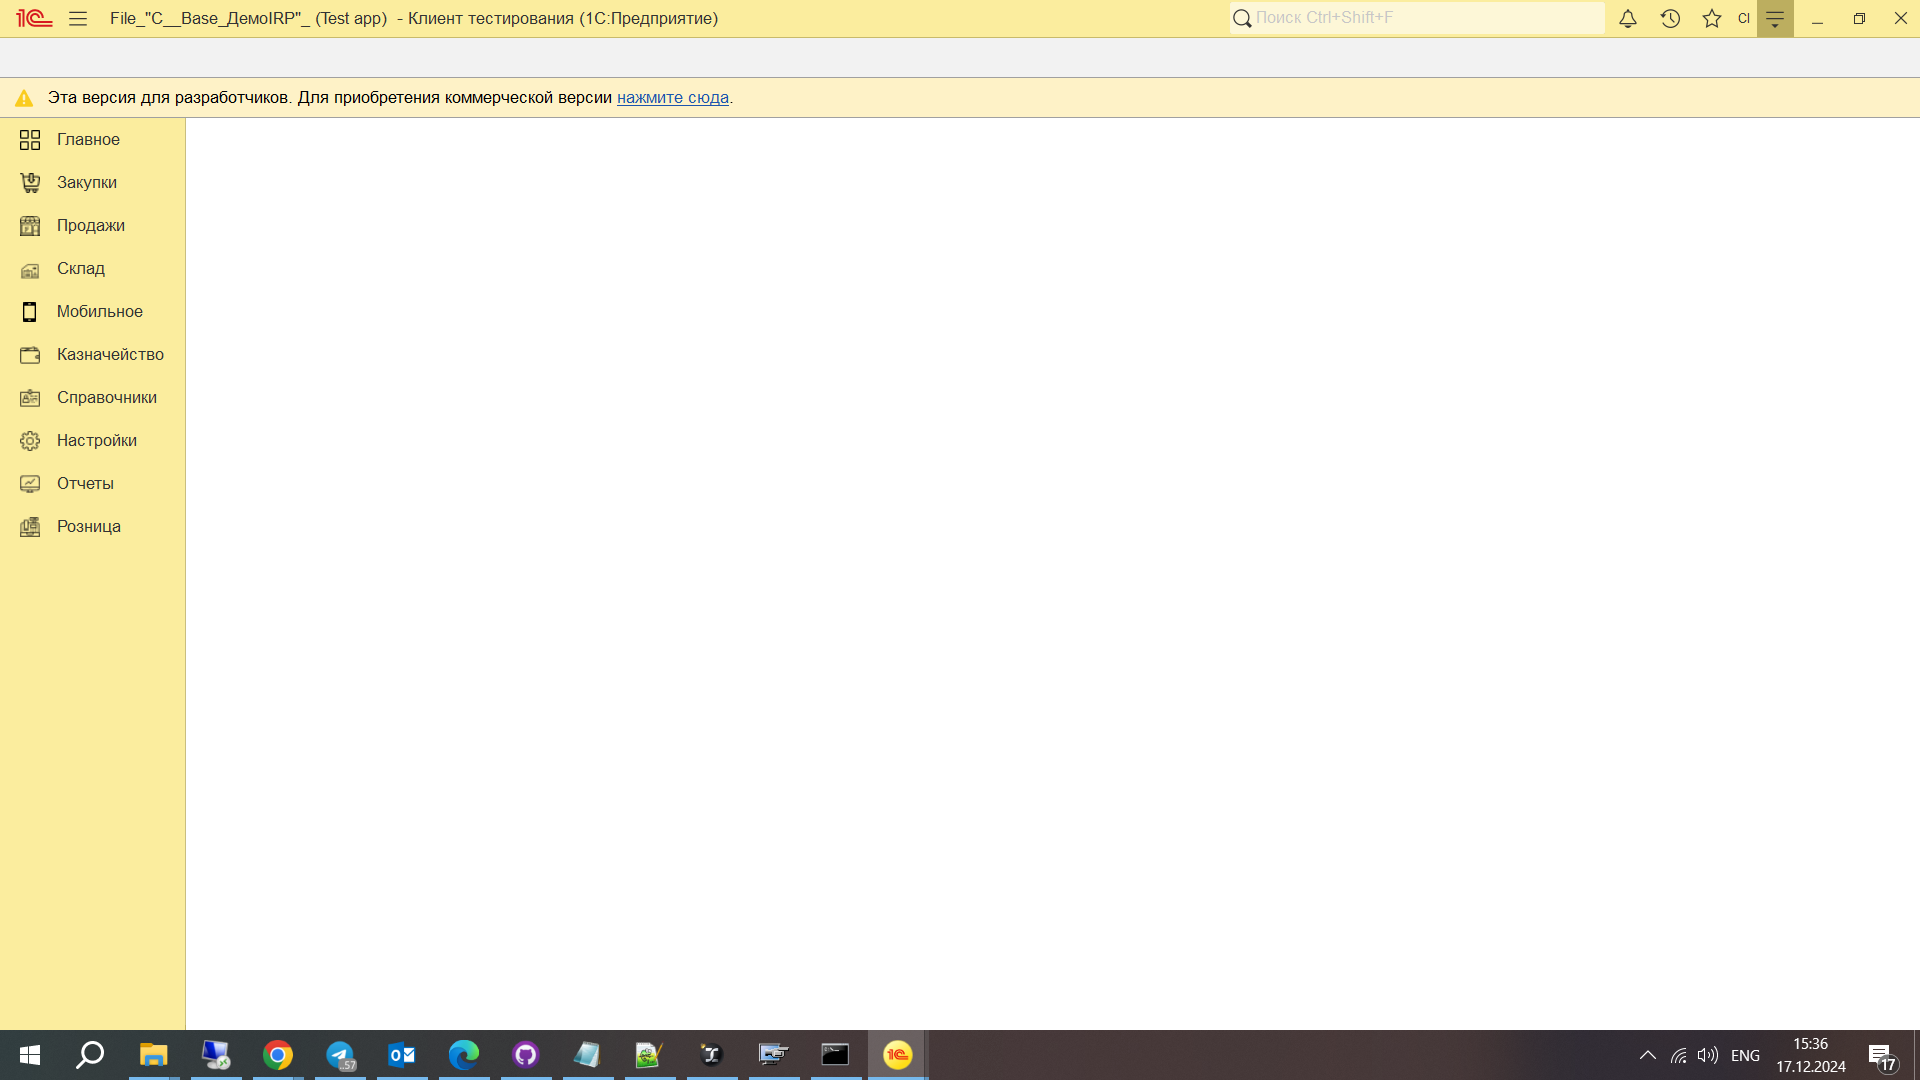 File_"C__Base_ДемоIRP"_ (Test app) - Клиент тестирования (1С:Предприятие)
Поиск Ctrl+Shift+F
CI
Эта версия для разработчиков. Для приобретения коммерческой версии нажмите сюда.
Главное
Закупки
Продажи
Склад
Мобильное
Казначейство
Справочники
Настройки
Отчеты
Розница
..57
ENG
15:36
17.12.2024
17